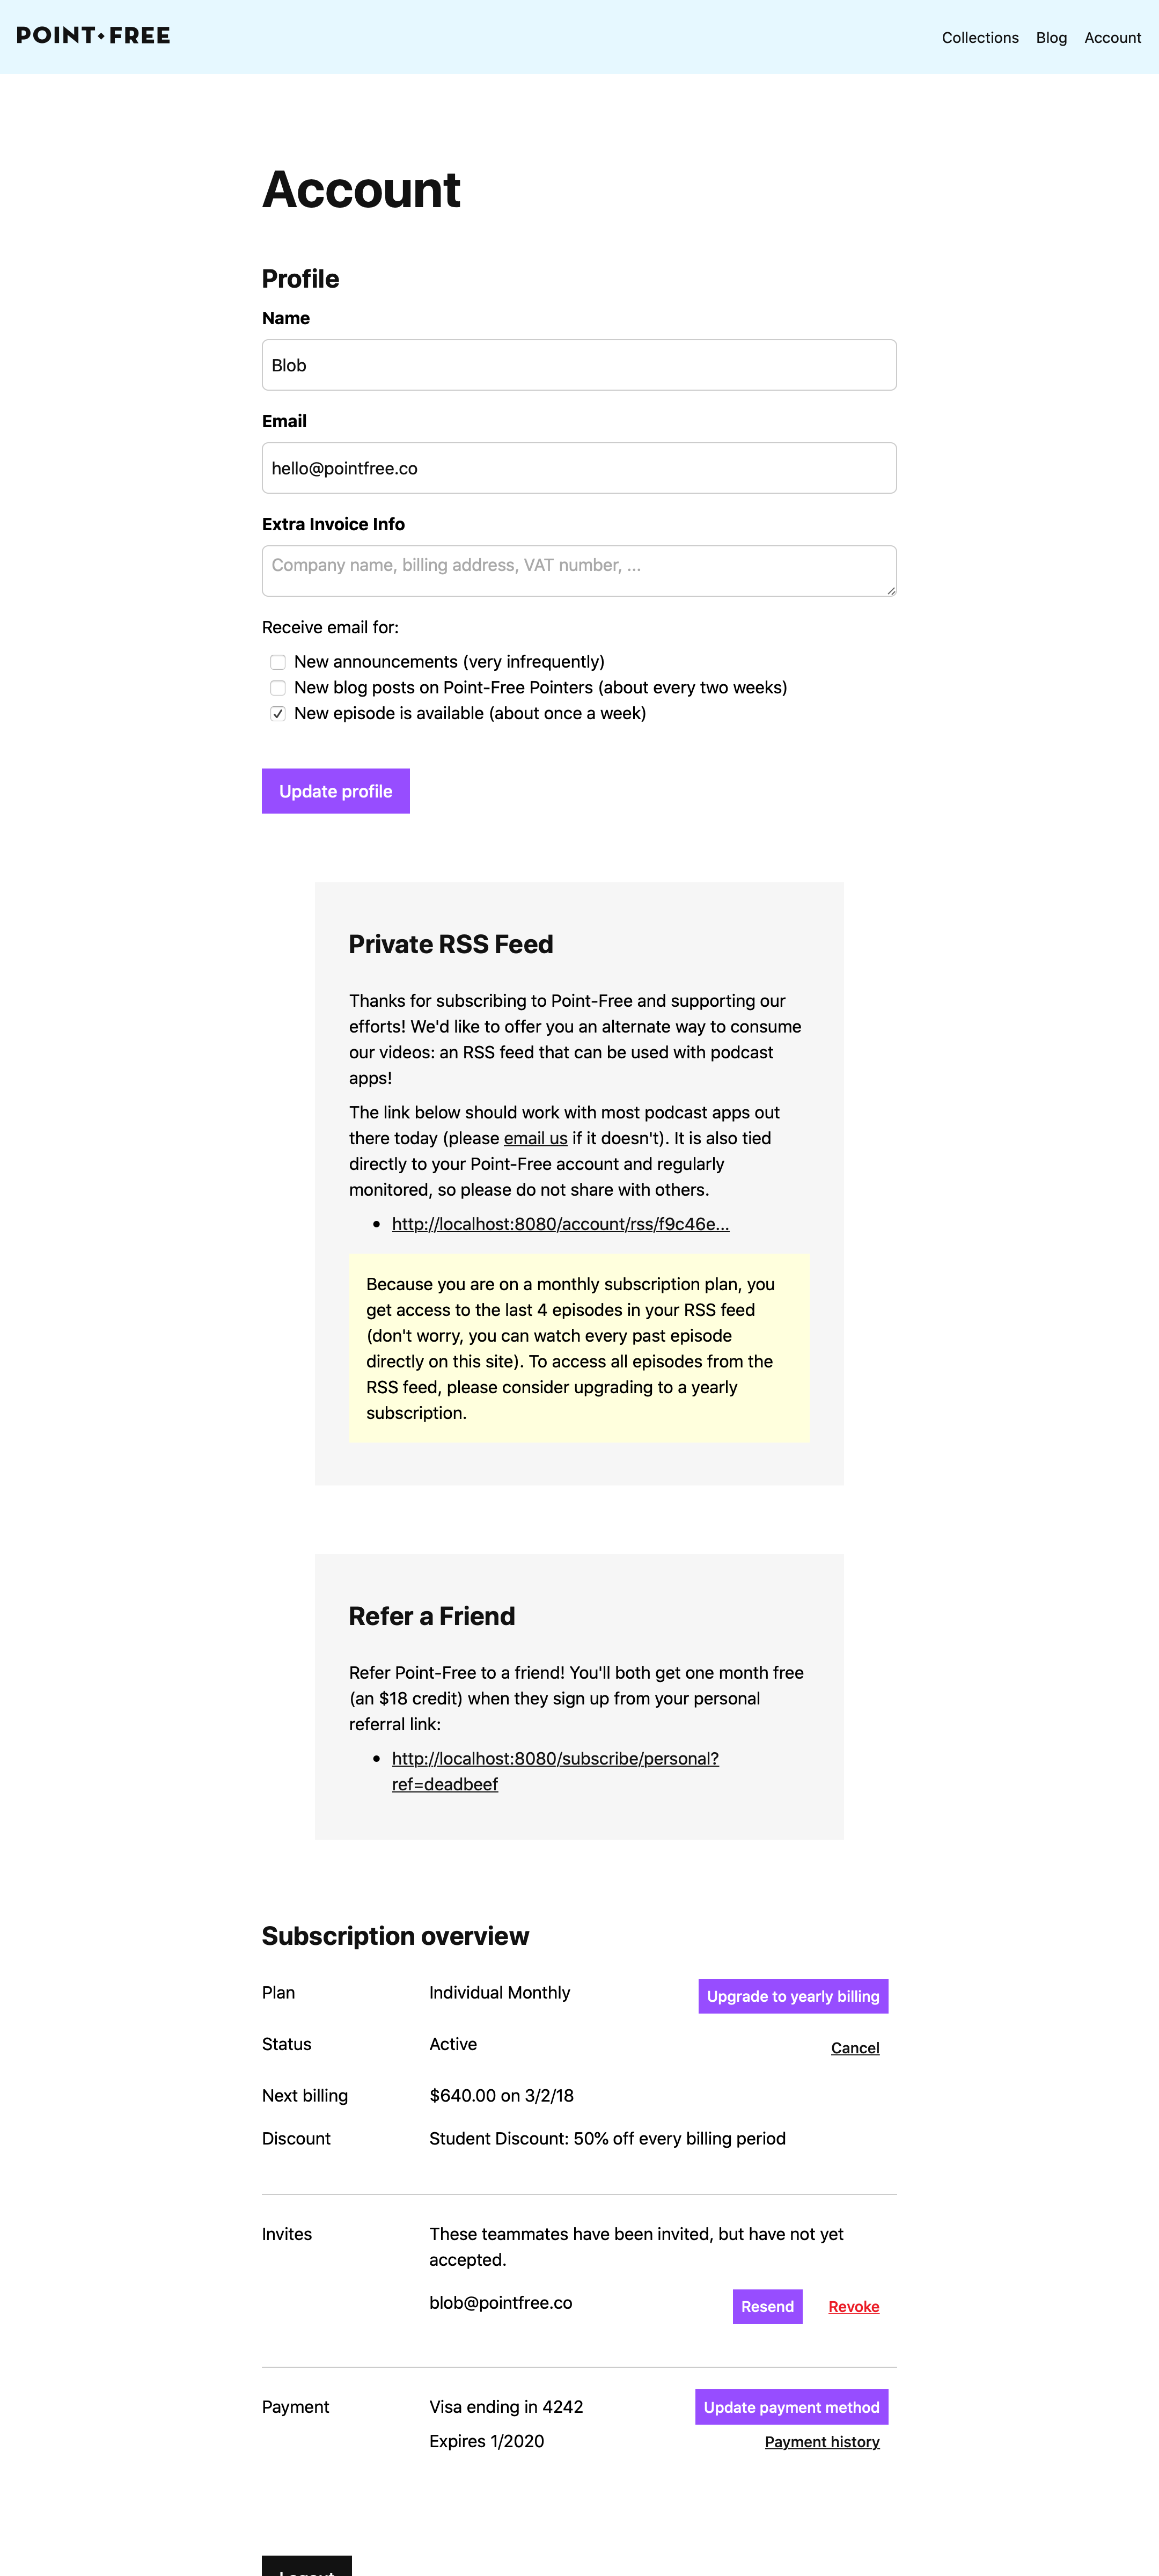 POINT•FREE
Collections Blog Account
Account
Profile
Name
Blob
Email
hello@pointfree.co
Extra Invoice Info
Company name, billing address, VAT number, ...
Receive email for:
New announcements (very infrequently)
New blog posts on Point-Free Pointers (about every two weeks)
New episode is available (about once a week)
Update profile
Private RSS Feed
Thanks for subscribing to Point-Free and supporting our
efforts! We'd like to offer you an alternate way to consume
our videos: an RSS feed that can be used with podcast
apps!
The link below should work with most podcast apps out
there today (please email us if it doesn't). It is also tied
directly to your Point-Free account and regularly
monitored, so please do not share with others.
http://localhost:8080/account/rss/f9c46e...
Because you are on a monthly subscription plan, you
get access to the last 4 episodes in your RSS feed
(don't worry, you can watch every past episode
directly on this site). To access all episodes from the
RSS feed, please consider upgrading to a yearly
subscription.
Refer a Friend
Refer Point-Free to a friend! You'll both get one month free
(an $18 credit) when they sign up from your personal
referral link:
http://localhost:8080/subscribe/personal?
ref=deadbeef
Subscription overview
Plan Individual Monthly Upgrade to yearly billing
Status Active Cancel
Next billing $640.00 on 3/2/18
Discount Student Discount: 50% off every billing period
Invites These teammates have been invited, but have not yet
accepted.
blob@pointfree.co Resend Revoke
Payment Visa ending in 4242 Update payment method
Expires 1/2020 Payment history
Logout